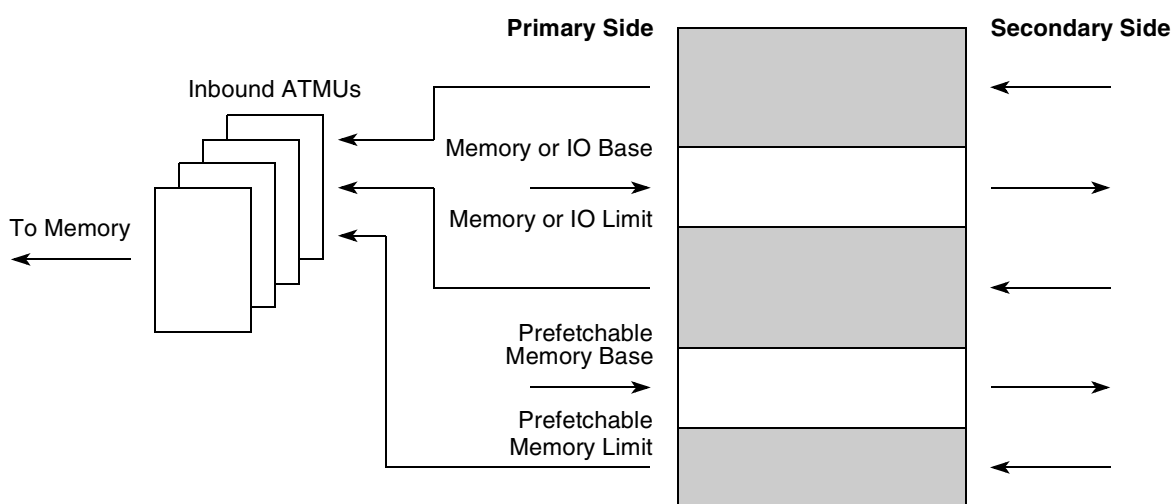 Primary Side
Secondary Side
Inbound ATMUs
Memory or IO Base
Memory or IO Limit
To Memory
Prefetchable
Memory Base
Prefetchable
Memory Limit